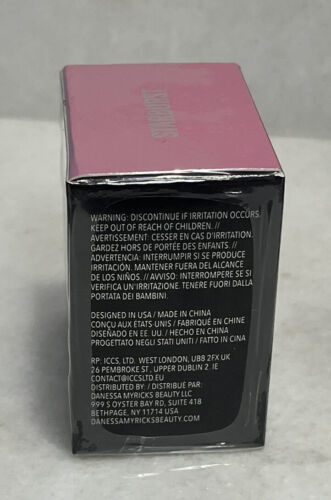 STARBURST
WARNING: DISCONTINUE IF IRRITATION OCCURS.
KEEP OUT OF REACH OF CHILDREN. //
AVERTISSEMENT: CESSER EN CAS D'IRRITATION.
GARDEZ HORS DE PORTÉE DES ENFANTS. //
ADVERTENCIA: INTERRUMPIR SI SE PRODUCE
IRRITACIÓN. MANTENER FUERA DEL ALCANCE
DE LOS NIÑOS. // AVVISO: INTERROMPERE SE SI
VERIFICA UN'IRRITAZIONE. TENERE FUORI DALLA
PORTATA DEI BAMBINI.
DESIGNED IN USA / MADE IN CHINA
CONÇU AUX ÉTATS UNIS / FABRIQUÉ EN CHINE
DISEÑADO EN EE. UU. / HECHO EN CHINA
PROGETTATO NEGLI STATI UNITI / FATTO IN CINA
RP: ICCS, LTD. WEST LONDON, UB8 2FX UK
26 PEMBROKE ST, UPPER DUBLIN 2. IE
CONTACT@ICCSLTD.EU
DISTRIBUTED BY: / DISTRIBUÉ PAR:
DANESSA MYRICKS BEAUTY LLC
999 S OYSTER BAY RD, SUITE 418
BETHPAGE, NY 11714 USA
DANESSAMYRICKSBEAUTY.COM